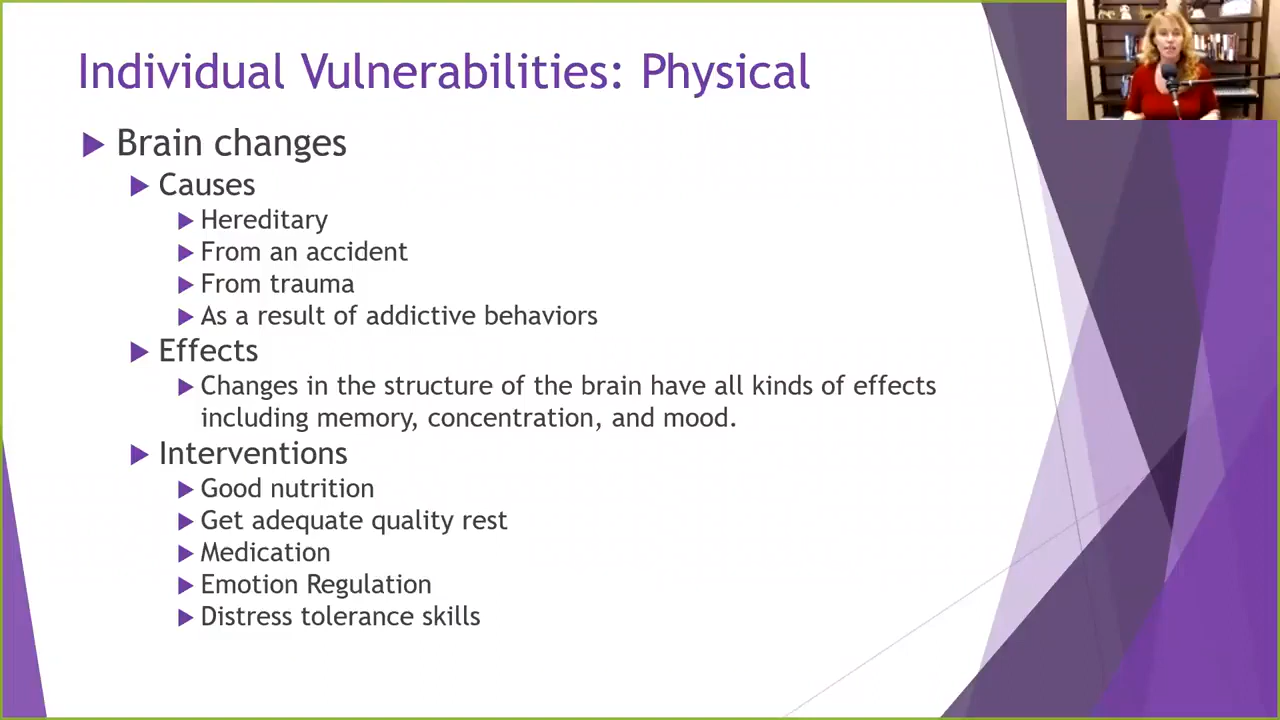 Individual Vulnerabilities: Physical
Brain changes
Causes
Hereditary
From an accident
From trauma
As a result of addictive behaviors
Effects
Changes in the structure of the brain have all kinds of effects
including memory, concentration, and mood.
Interventions
Good nutrition
Get adequate quality rest
Medication
Emotion Regulation
Distress tolerance skills